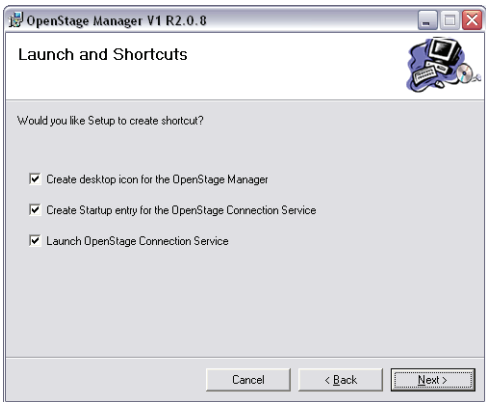 OpenStage Manager V1 R2.0.8
Launch and Shortcuts
Would you like Setup to create shortcut?
Create desktop icon for the OpenStage Manager
Create Startup entry for the OpenStage Connection Service
Launch OpenStage Connection Service
Cancel
< Back
Next >